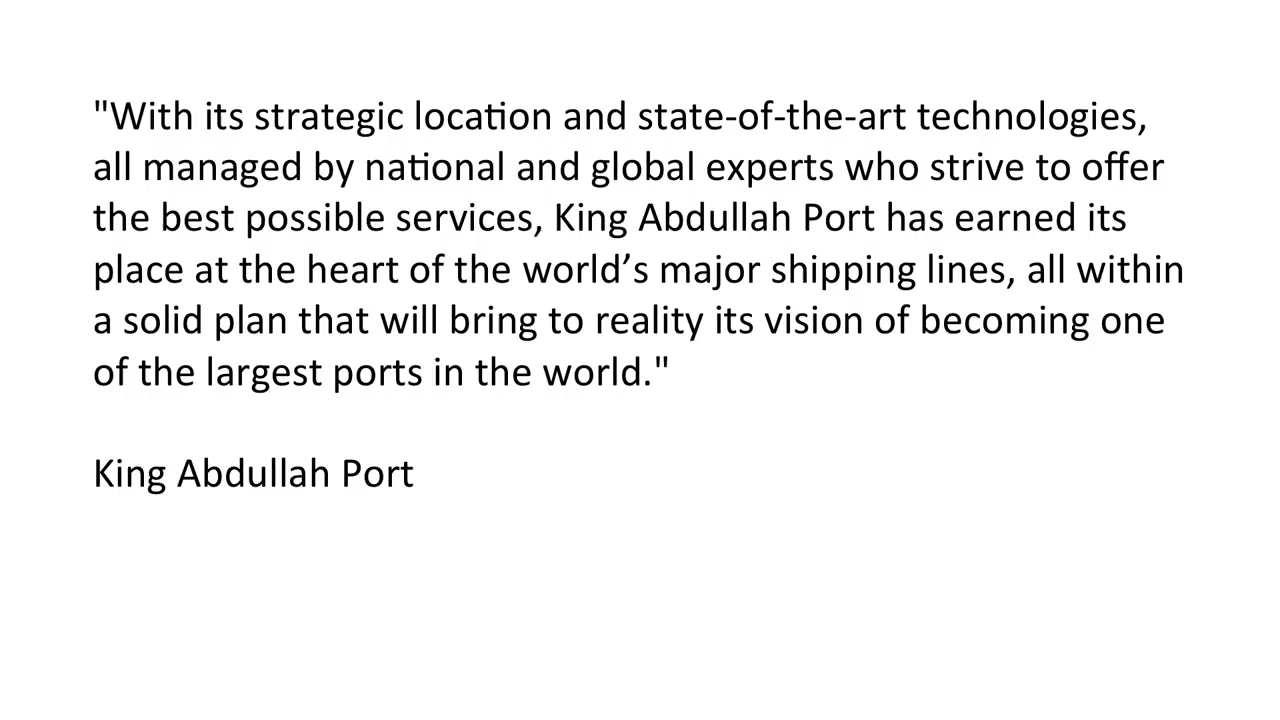 "With its strategic location and state-of-the-art technologies,
all managed by national and global experts who strive to offer
the best possible services, King Abdullah Port has earned its
place at the heart of the world’s major shipping lines, all within
a solid plan that will bring to reality its vision of becoming one
of the largest ports in the world."
King Abdullah Port